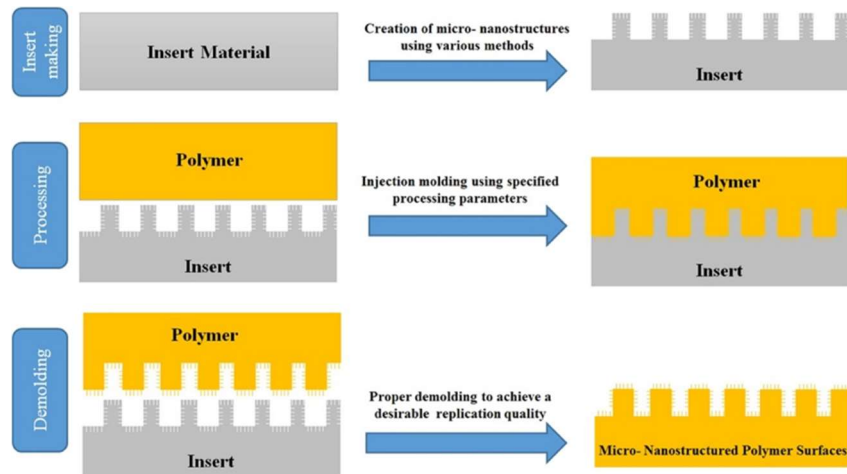 Insert
making
Insert Material
Creation of micro- nanostructures
using various methods
Insert
Processing
Polymer
Insert
Injection molding using specified
processing parameters
Polymer
Insert
Demolding
Polymer
Insert
Proper demolding to achieve a
desirable replication quality
Micro- Nanostructured Polymer Surfaces